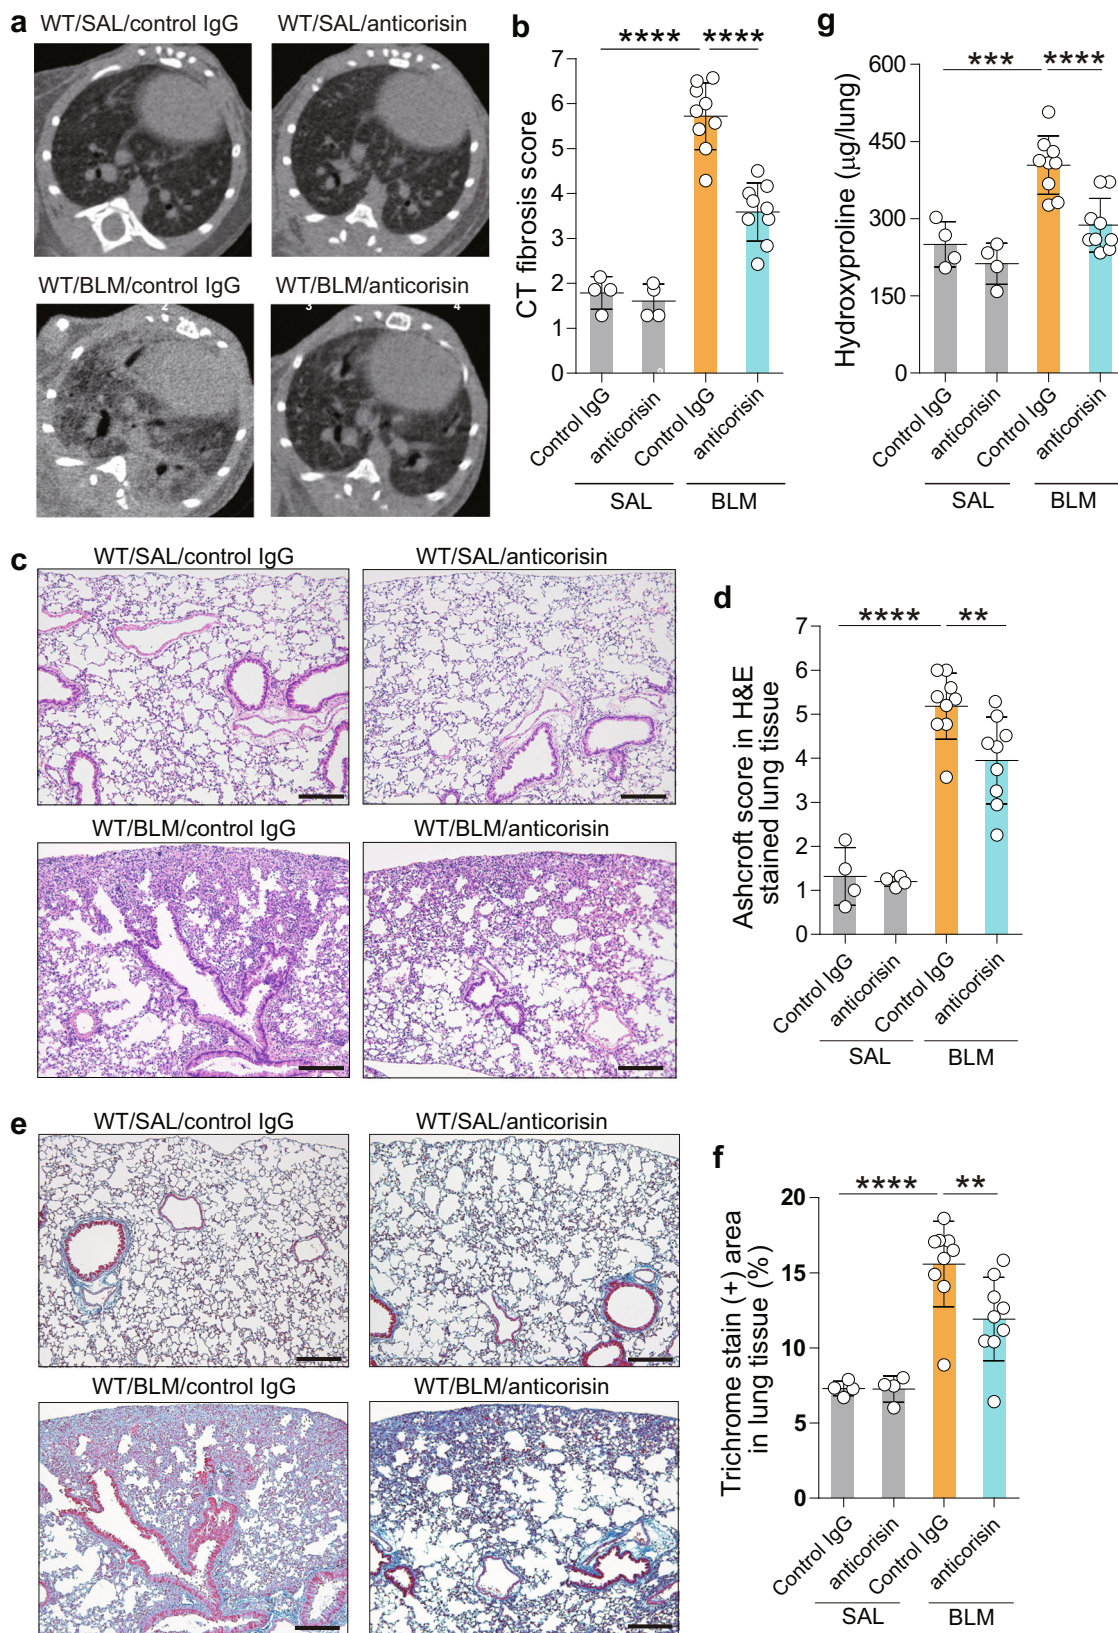 a
WT/SAL/control IgG
WT/SAL/anticorisin
WT/BLM/control IgG
WT/BLM/anticorisin
2
3
4
b
**** ****
CT fibrosis score
7
6
5
4
3
2
1
0
Control IgG
anticorisin
Control IgG
anticorisin
SAL
BLM
g
*** ****
Hydroxyproline (µg/lung)
600
450
300
150
0
Control IgG
anticorisin
Control IgG
anticorisin
SAL
BLM
c
WT/SAL/control IgG
WT/SAL/anticorisin
WT/BLM/control IgG
WT/BLM/anticorisin
d
**** **
Ashcroft score in H&E
stained lung tissue
7
6
5
4
3
2
1
0
Control IgG
anticorisin
Control IgG
anticorisin
SAL
BLM
e
WT/SAL/control IgG
WT/SAL/anticorisin
WT/BLM/control IgG
WT/BLM/anticorisin
f
**** **
Trichrome stain (+) area
in lung tissue (%)
20
15
10
5
0
Control IgG
anticorisin
Control IgG
anticorisin
SAL
BLM